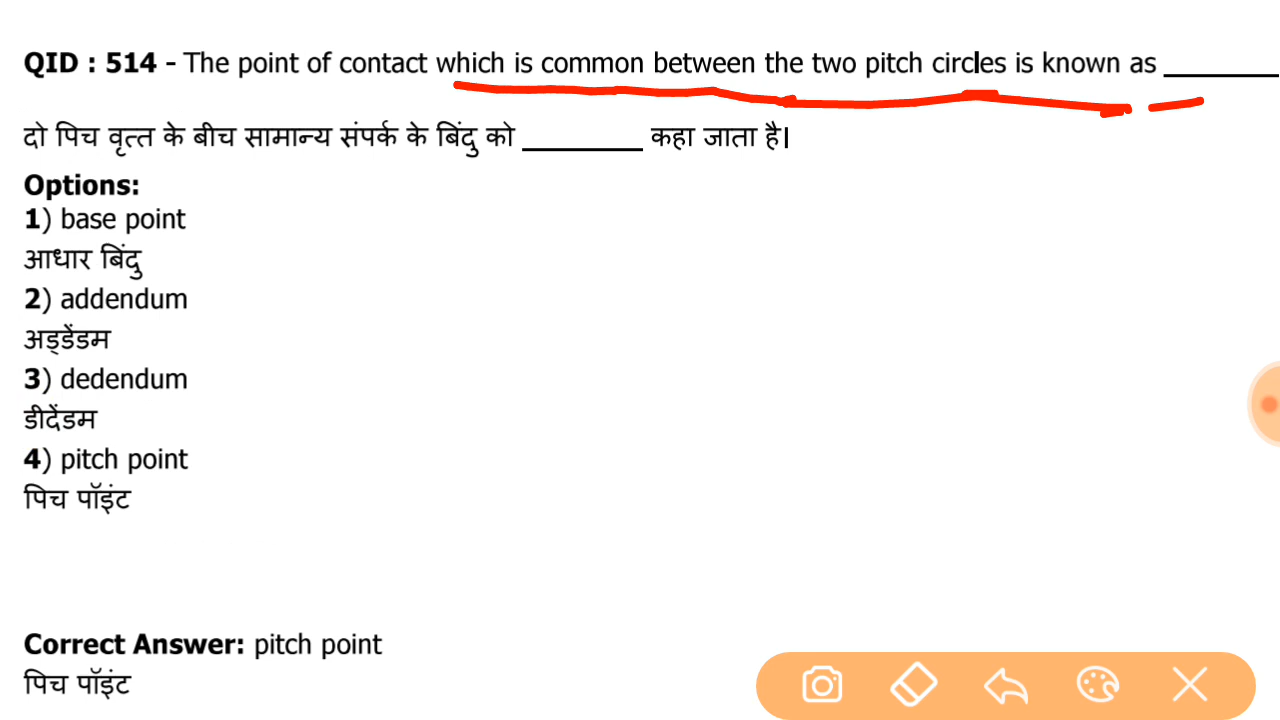 QID : 514 - The point of contact which is common between the two pitch circles is known as ________
दो पिच वृत्त के बीच सामान्य संपर्क के बिंदु को ________ कहा जाता है।
Options:
1) base point
आधार बिंदु
2) addendum
अड्डेंडम
3) dedendum
डीदेंडम
4) pitch point
पिच पॉइंट
Correct Answer: pitch point
पिच पॉइंट